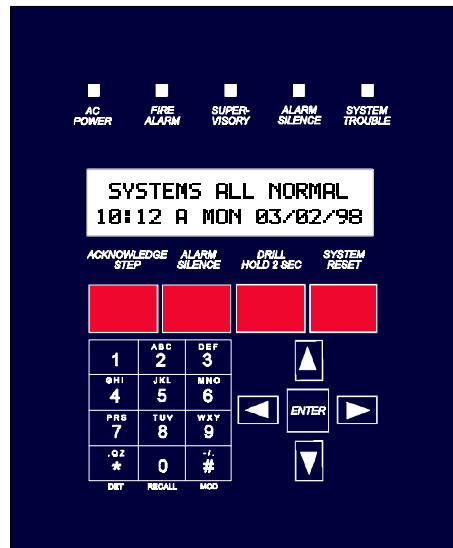 AC POWER
FIRE ALARM
SUPER-VISORY
ALARM SILENCE
SYSTEM TROUBLE
SYSTEMS ALL NORMAL
10:12 A MON 03/02/98
ACKNOWLEDGE STEP
ALARM SILENCE
DRILL HOLD 2 SEC
SYSTEM RESET
1
ABC
2
DEF
3
GHI
4
JKL
5
MNO
6
PRS
7
TUV
8
WXY
9
.QZ
*
0
-/.
#
DET
RECALL
MOD
ENTER